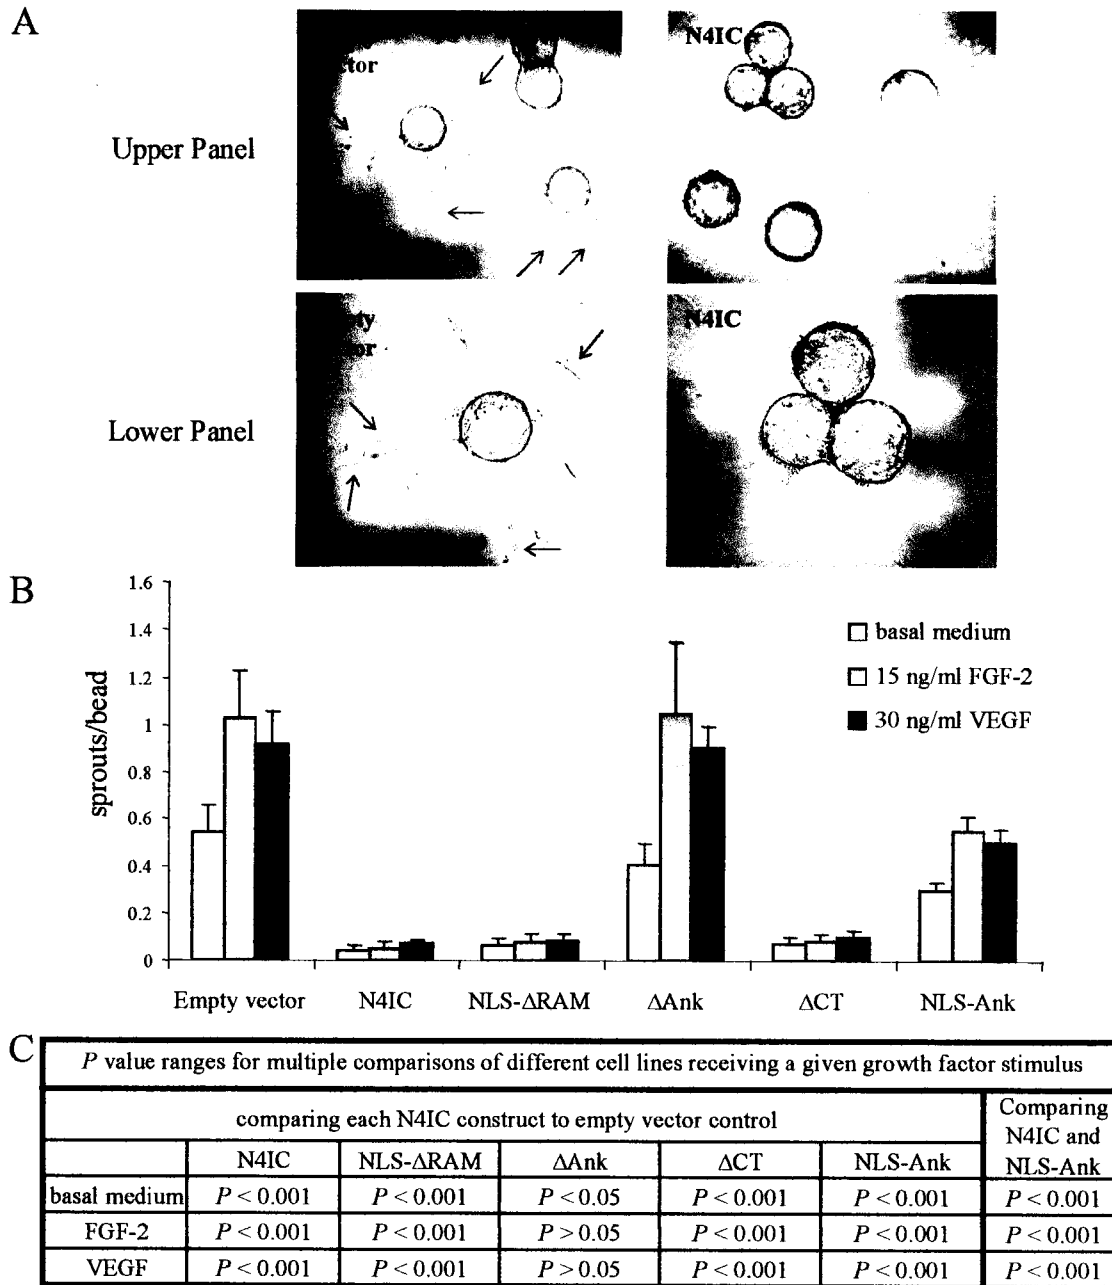 A
Upper Panel
N4IC
Lower Panel
N4IC
B
sprouts/bead
1.6
1.4
1.2
1
0.8
0.6
0.4
0.2
0
basal medium
15 ng/ml FGF-2
30 ng/ml VEGF
Empty vector N4IC NLS-ΔRAM ΔAnk ΔCT NLS-Ank
C
P value ranges for multiple comparisons of different cell lines receiving a given growth factor stimulus
comparing each N4IC construct to empty vector control
Comparing
N4IC and
NLS-Ank
N4IC NLS-ΔRAM ΔAnk ΔCT NLS-Ank
basal medium P < 0.001 P < 0.001 P < 0.05 P < 0.001 P < 0.001 P < 0.001
FGF-2 P < 0.001 P < 0.001 P > 0.05 P < 0.001 P < 0.001 P < 0.001
VEGF P < 0.001 P < 0.001 P > 0.05 P < 0.001 P < 0.001 P < 0.001